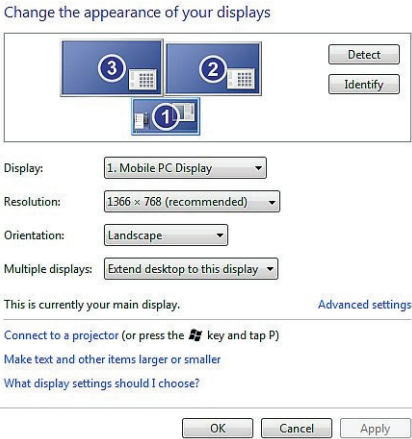 Change the appearance of your displays
3
2
1
Detect
Identify
Display: 1. Mobile PC Display
Resolution: 1366 × 768 (recommended)
Orientation: Landscape
Multiple displays: Extend desktop to this display
This is currently your main display. Advanced settings
Connect to a projector (or press the key and tap P)
Make text and other items larger or smaller
What display settings should I choose?
OK Cancel Apply